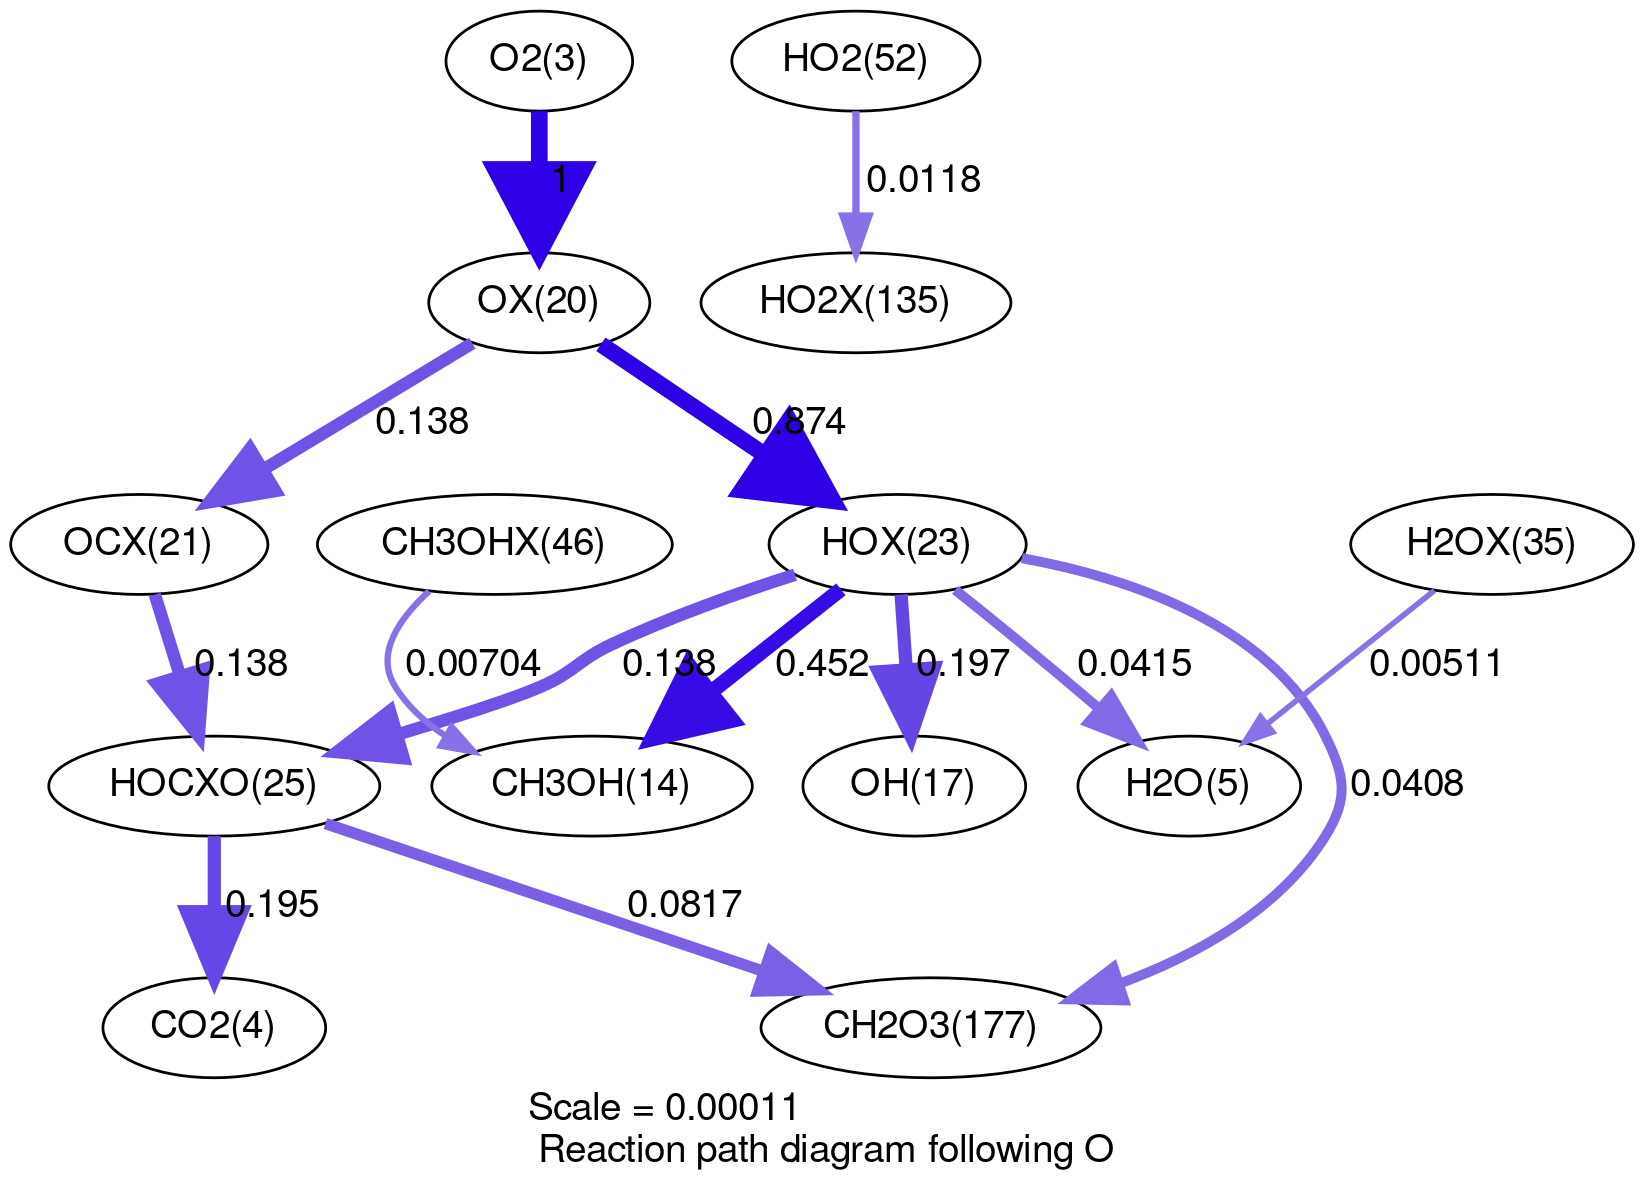 O2(3)
HO2(52)
1
0.0118
OX(20)
HO2X(135)
0.138
0.874
OCX(21)
CH3OHX(46)
HOX(23)
H2OX(35)
0.138
0.00704
0.138
0.452
0.197
0.0415
0.00511
HOCXO(25)
CH3OH(14)
OH(17)
H2O(5)
0.0408
0.195
0.0817
CO2(4)
CH2O3(177)
Scale = 0.00011
Reaction path diagram following O